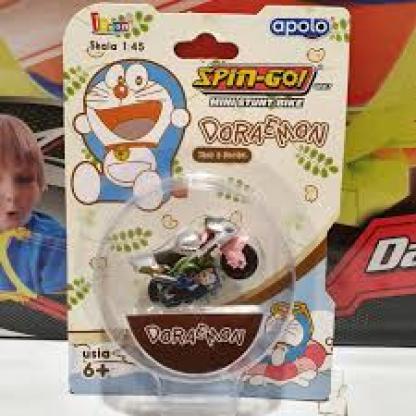 apolo
Skala 1:45
SPIN-GO!
MINI STUNT BIKE
DORAEMON
DORAEMON
usia
6+
Da